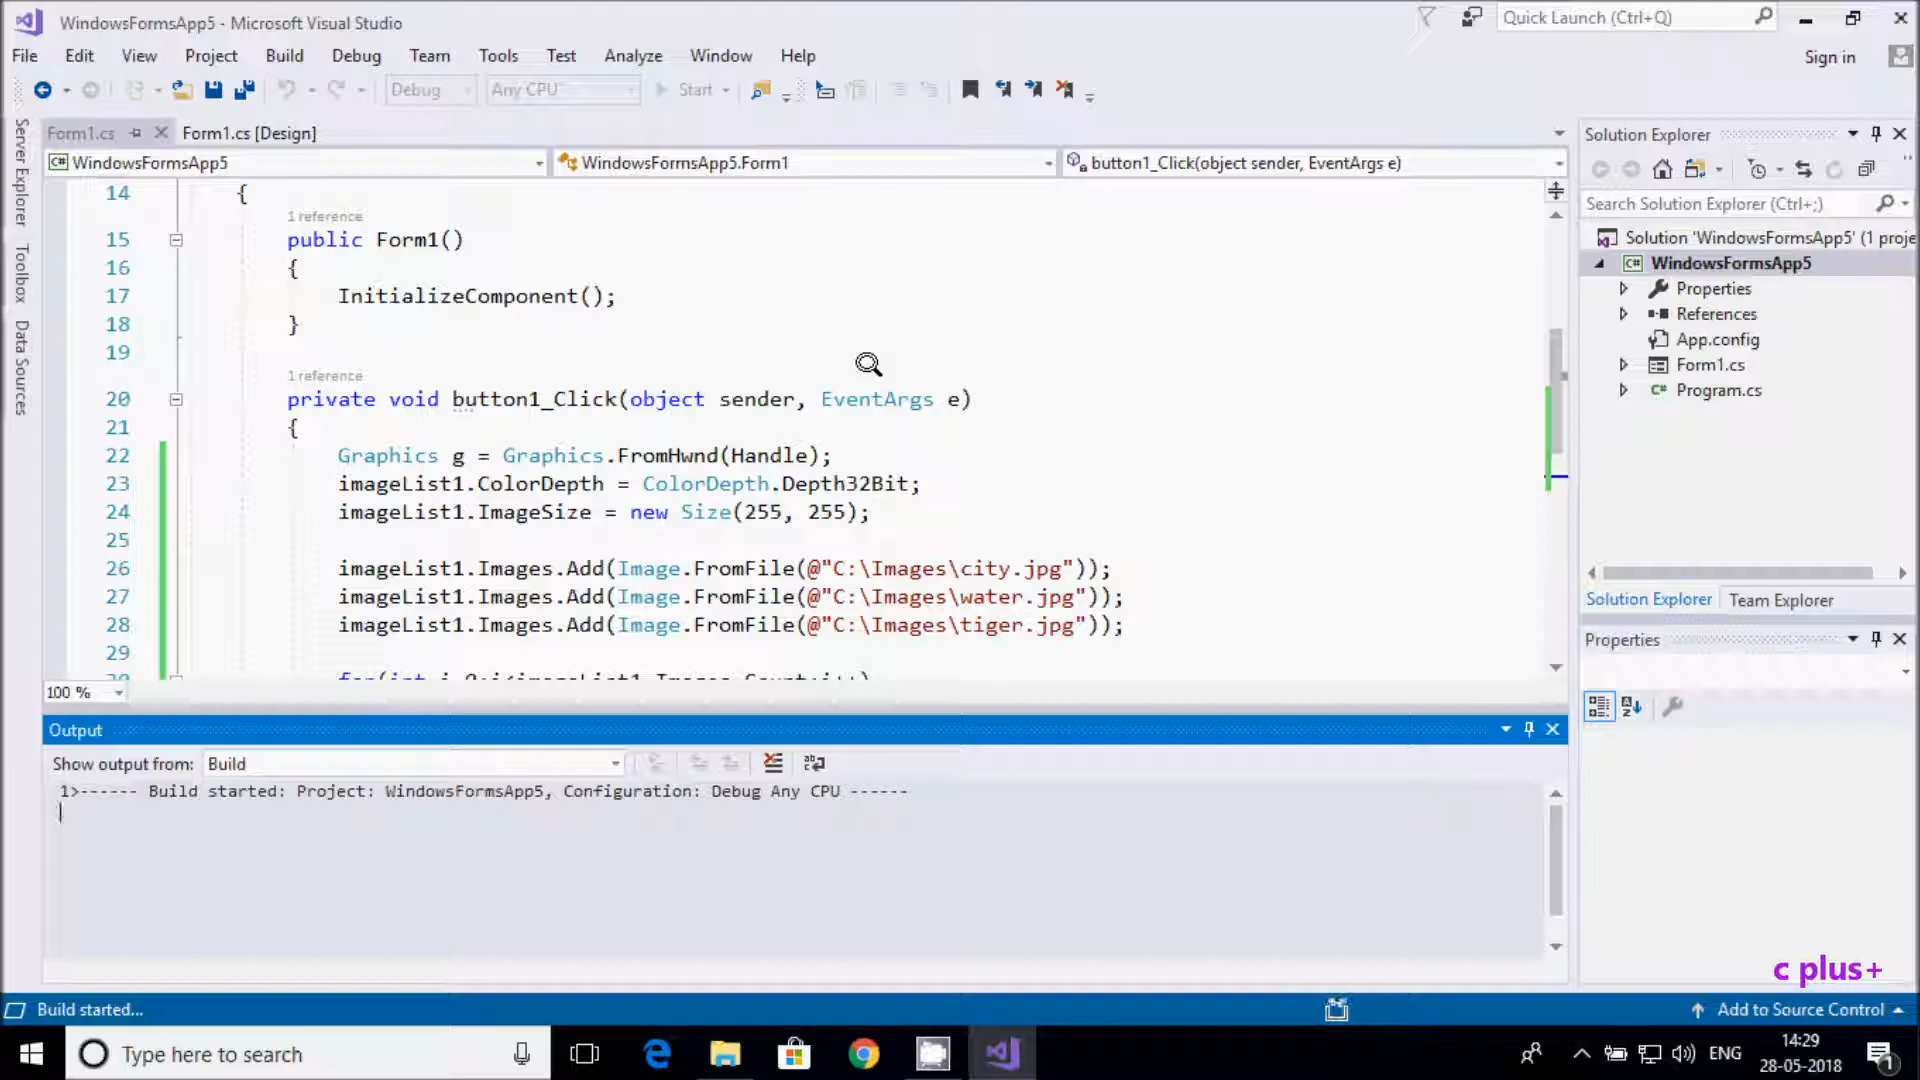 WindowsFormsApp5 - Microsoft Visual Studio
Quick Launch (Ctrl+Q)
File Edit View Project Build Debug Team Tools Test Analyze Window Help
Sign in
Debug Any CPU Start
Form1.cs
Form1.cs [Design]
WindowsFormsApp5
WindowsFormsApp5.Form1
button1_Click(object sender, EventArgs e)
Server Explorer
Toolbox
Data Sources
14 {
1 reference
15 public Form1()
16 {
17 InitializeComponent();
18 }
19
1 reference
20 private void button1_Click(object sender, EventArgs e)
21 {
22 Graphics g = Graphics.FromHwnd(Handle);
23 imageList1.ColorDepth = ColorDepth.Depth32Bit;
24 imageList1.ImageSize = new Size(255, 255);
25
26 imageList1.Images.Add(Image.FromFile(@"C:\Images\city.jpg"));
27 imageList1.Images.Add(Image.FromFile(@"C:\Images\water.jpg"));
28 imageList1.Images.Add(Image.FromFile(@"C:\Images\tiger.jpg"));
29
100 %
Output
Show output from: Build
1>------ Build started: Project: WindowsFormsApp5, Configuration: Debug Any CPU ------
Solution Explorer
Search Solution Explorer (Ctrl+;)
Solution 'WindowsFormsApp5' (1 proje
WindowsFormsApp5
Properties
References
App.config
Form1.cs
Program.cs
Solution Explorer Team Explorer
Properties
c plus+
Build started...
Add to Source Control
Type here to search
ENG
14:29
28-05-2018
1